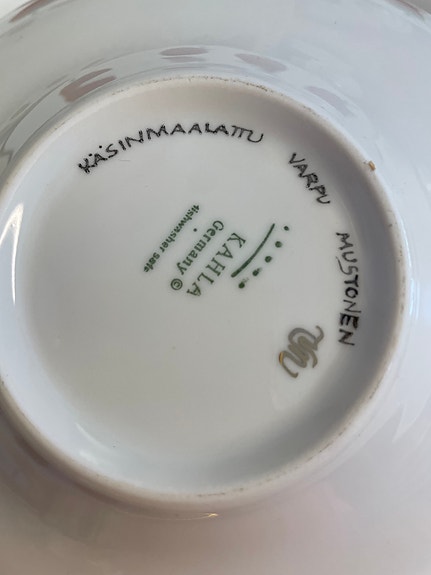 KÄSINMAALATTU VARPU MUSTONEN
KAHLA
Germany ©
dishwasher safe